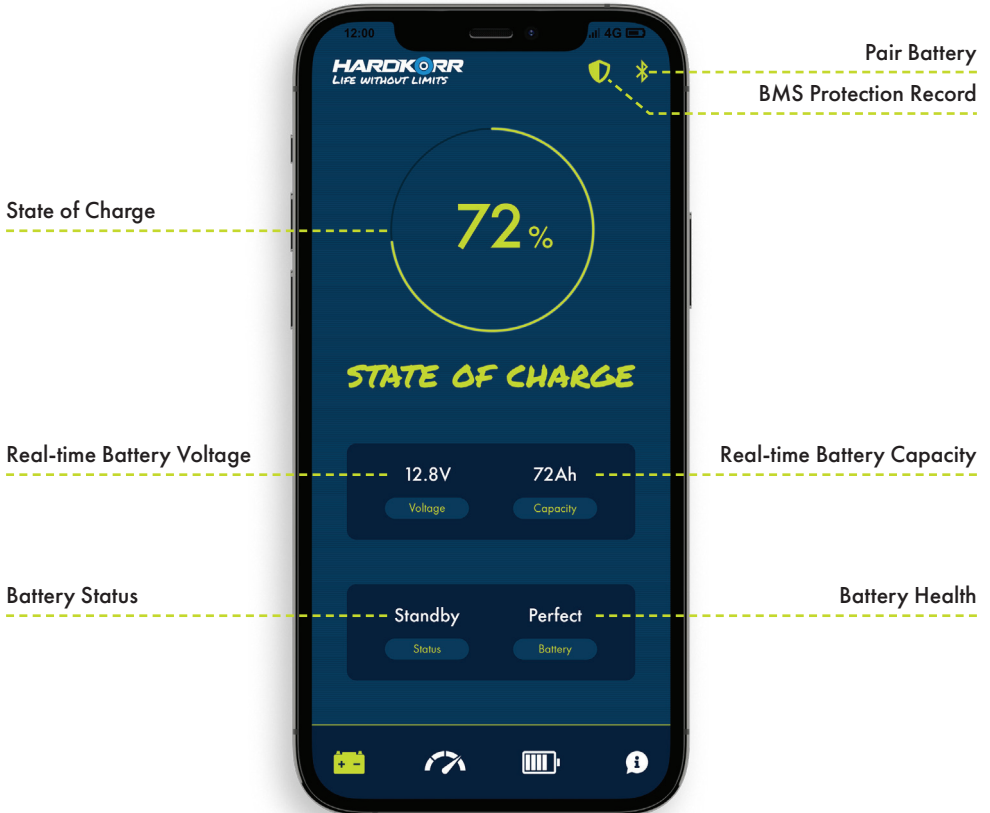 12:00
4G
HARDKORR
LIFE WITHOUT LIMITS
Pair Battery
BMS Protection Record
State of Charge
72%
STATE OF CHARGE
Real-time Battery Voltage
12.8V
72Ah
Real-time Battery Capacity
Voltage
Capacity
Battery Status
Standby
Perfect
Battery Health
Status
Battery